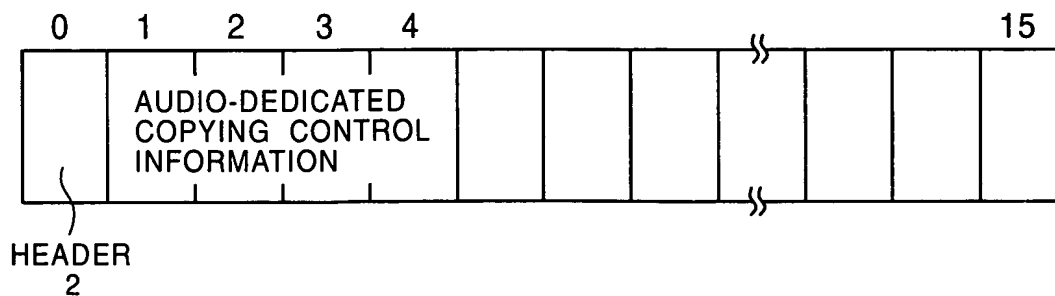 0 1 2 3 4 15
AUDIO-DEDICATED
COPYING CONTROL
INFORMATION
HEADER
2